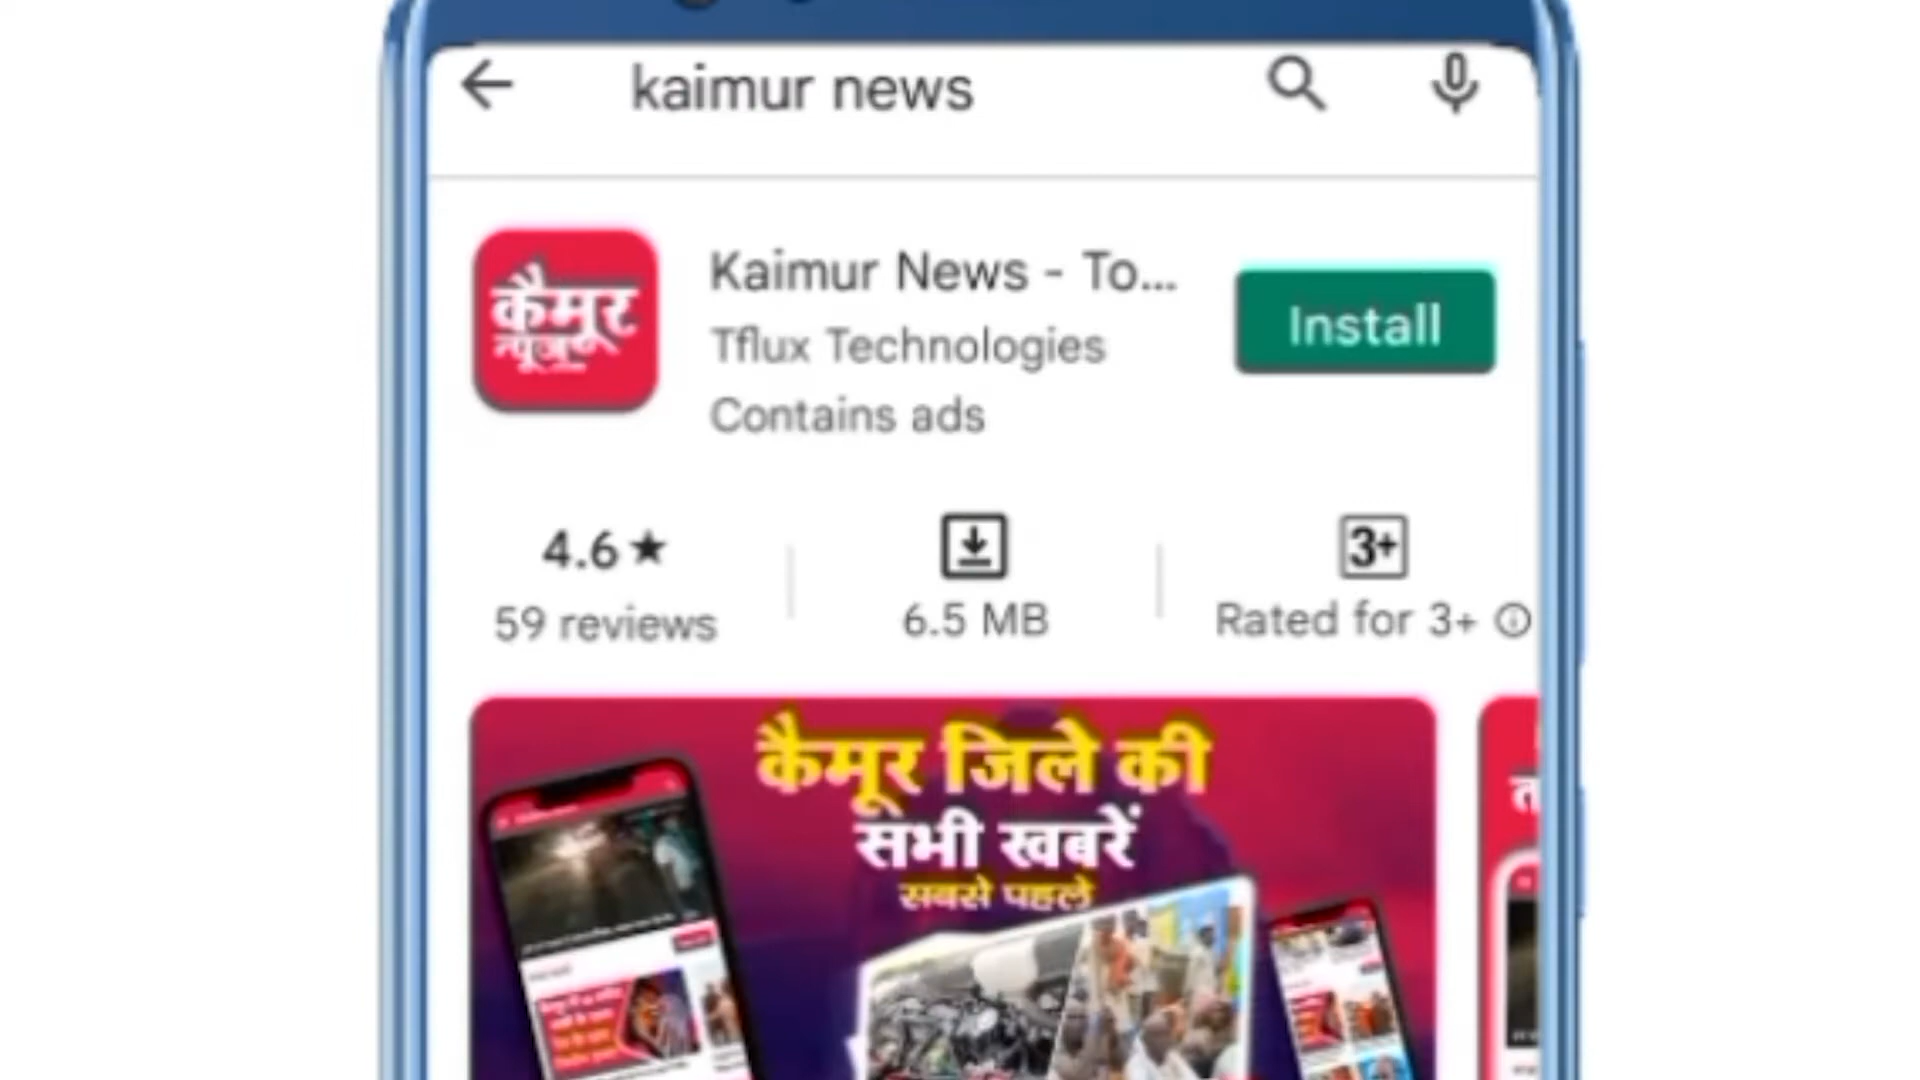 kaimur news
कैमूर
न्यूज़
Kaimur News - To...
Tflux Technologies
Contains ads
Install
4.6★
59 reviews
6.5 MB
3+
Rated for 3+
कैमूर जिले की
सभी खबरें
सबसे पहले